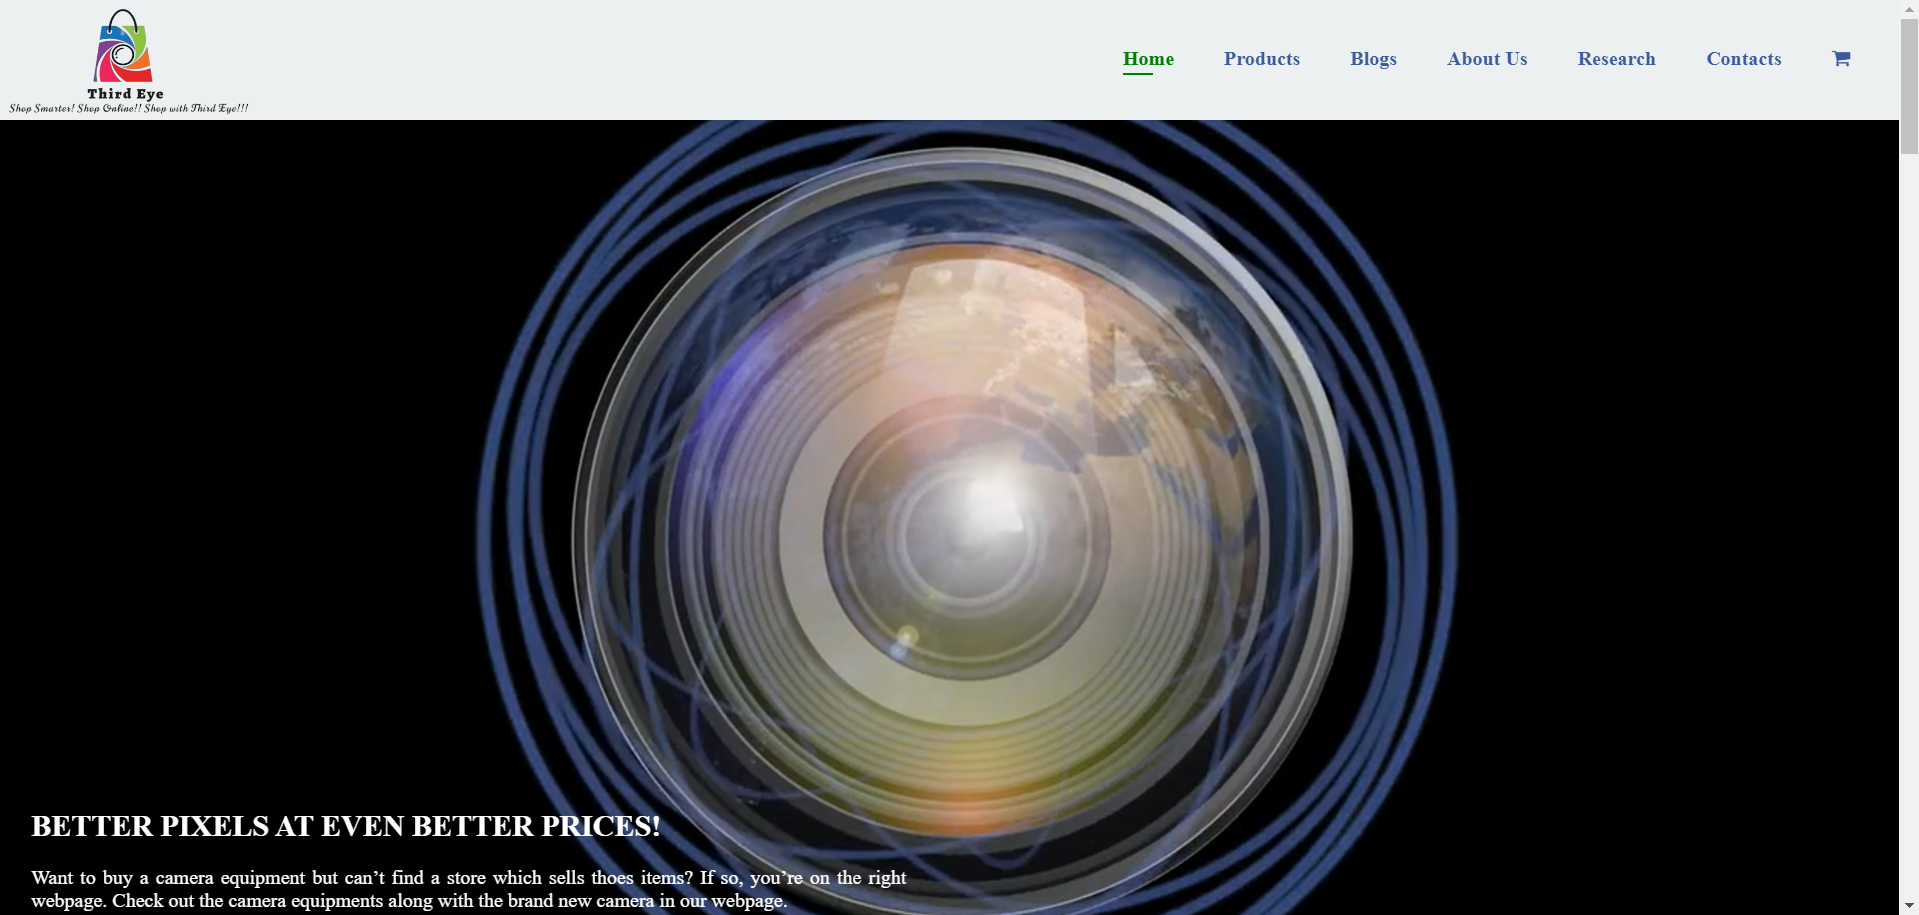 Third Eye
Shop Smarter! Shop Online!! Shop with Third Eye!!!
Home Products Blogs About Us Research Contacts
BETTER PIXELS AT EVEN BETTER PRICES!
Want to buy a camera equipment but can’t find a store which sells thoes items? If so, you’re on the right
webpage. Check out the camera equipments along with the brand new camera in our webpage.